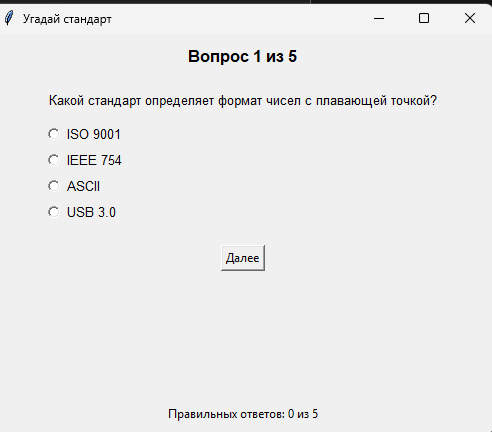 Угадай стандарт
Вопрос 1 из 5
Какой стандарт определяет формат чисел с плавающей точкой?
ISO 9001
IEEE 754
ASCII
USB 3.0
Далее
Правильных ответов: 0 из 5